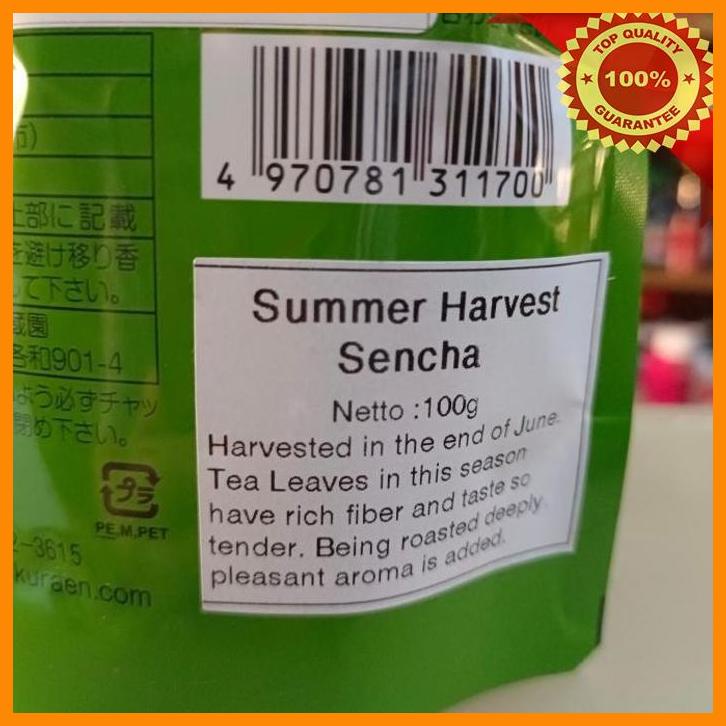 TOP QUALITY
100%
GUARANTEE
4 970781 311700
上部に記載
を避け移り香
して下さい。
蔵園
各和901-4
よう必ずチャッ
閉め下さい。
プラ
PE,M,PET
2-3615
kuraen.com
Summer Harvest
Sencha
Netto :100g
Harvested in the end of June.
Tea Leaves in this season
have rich fiber and taste so
tender. Being roasted deeply
pleasant aroma is added.